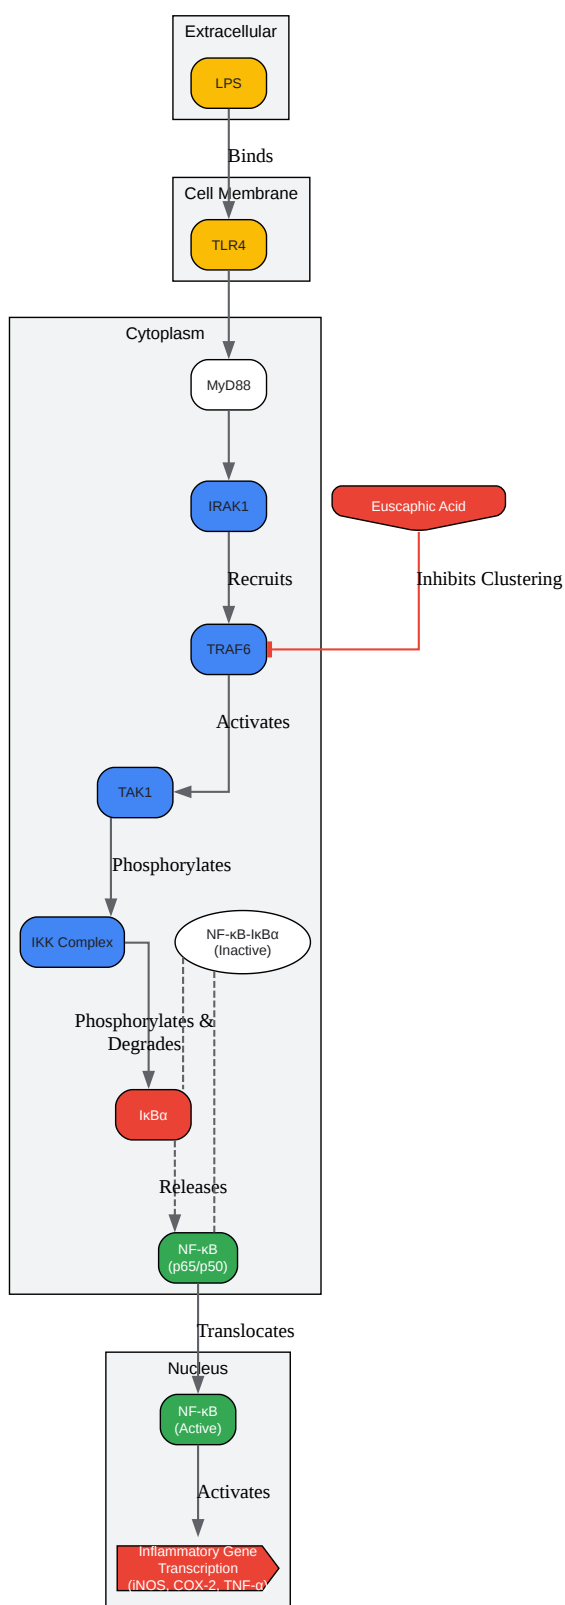 Extracellular
LPS
Binds
Cell Membrane
TLR4
Cytoplasm
MyD88
IRAK1
Euscaphic Acid
Recruits
Inhibits Clustering
TRAF6
Activates
TAK1
Phosphorylates
IKK Complex
NF-κB-IκBα
(Inactive)
Phosphorylates &
Degrades
IκBα
Releases
NF-κB
(p65/p50)
Translocates
Nucleus
NF-κB
(Active)
Activates
Inflammatory Gene
Transcription
(iNOS, COX-2, TNF-α)